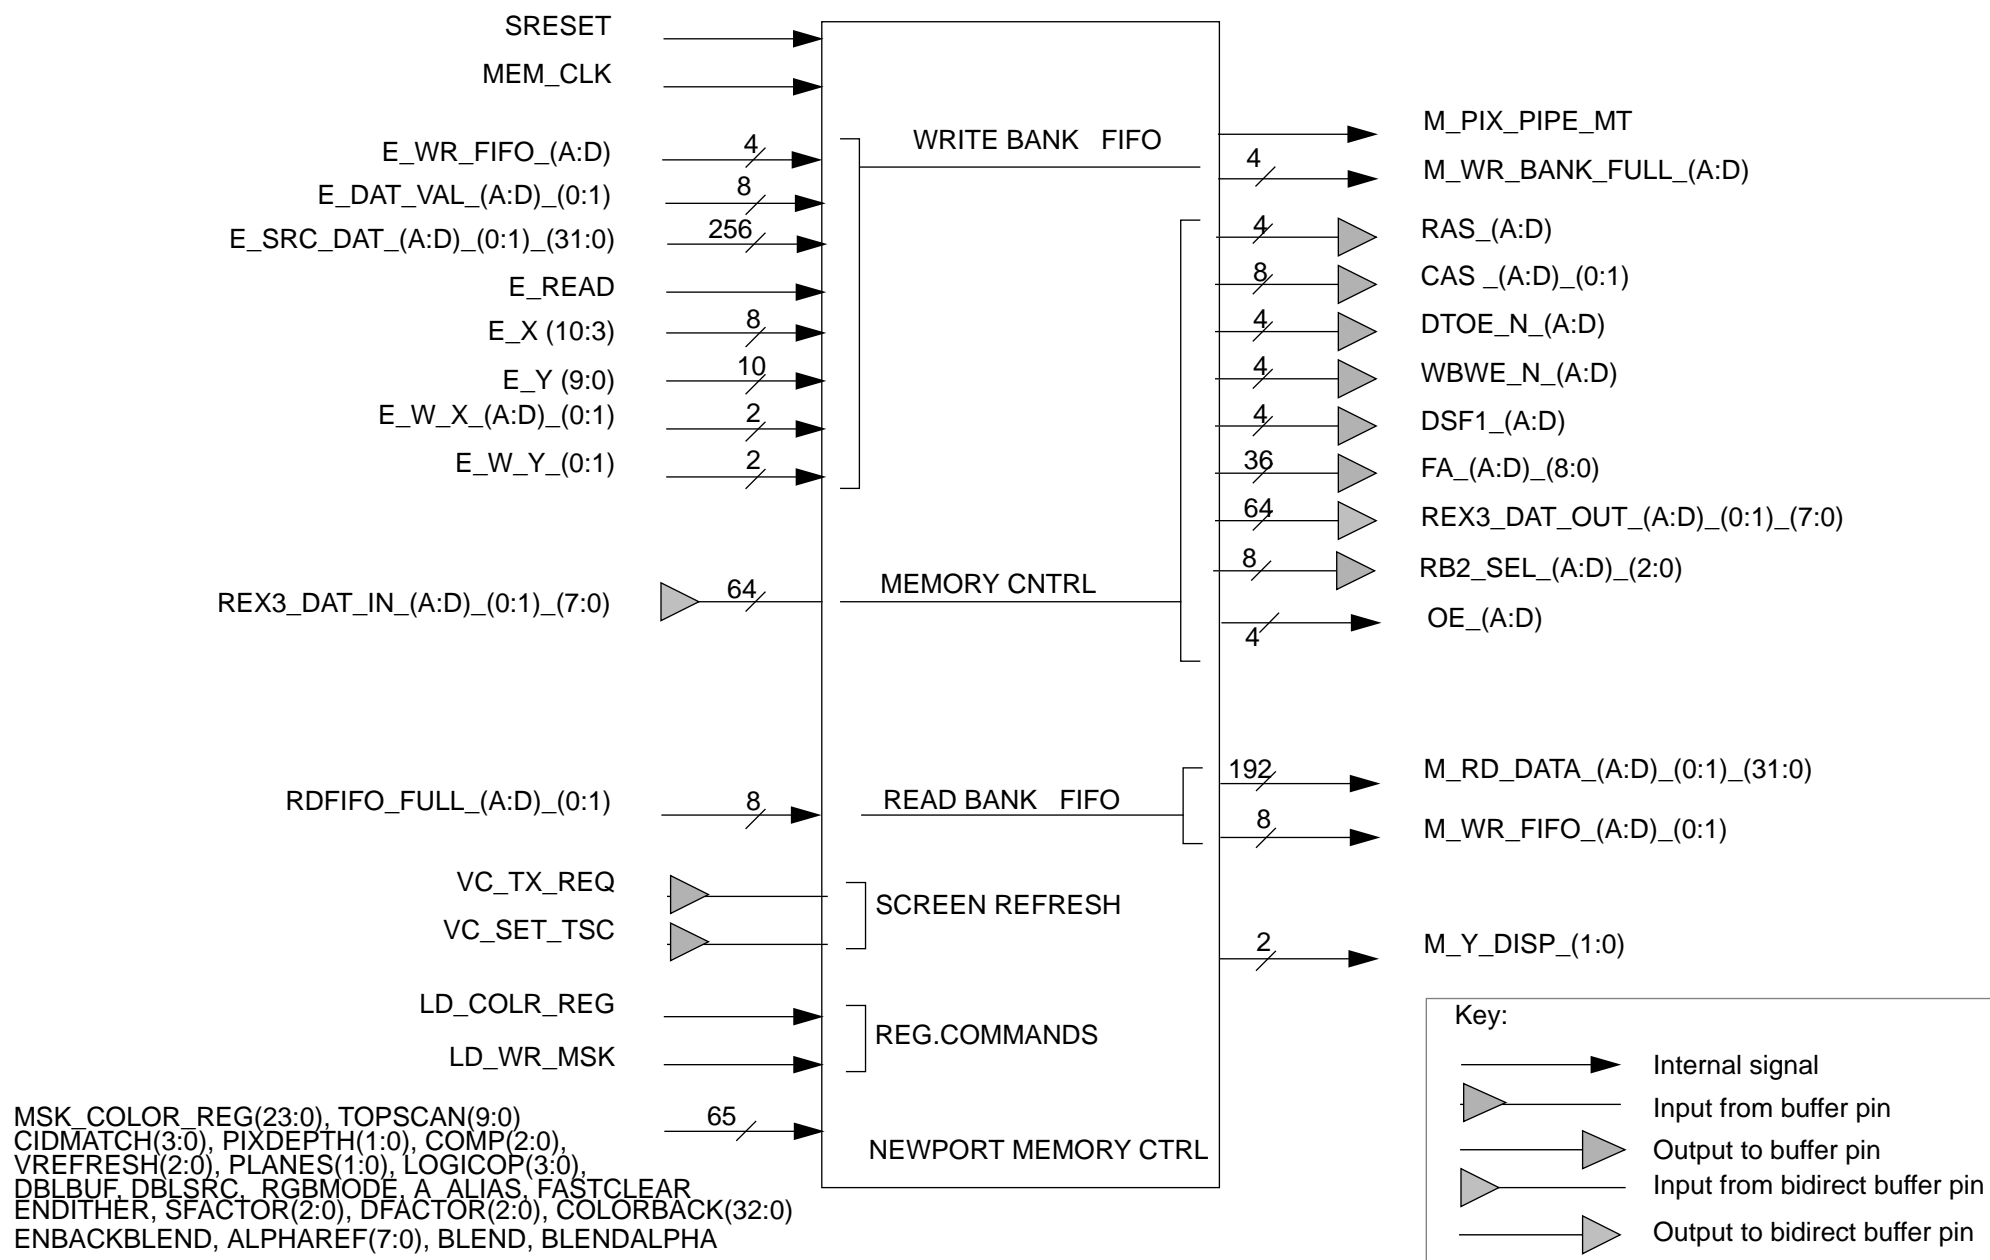 SRESET
MEM_CLK
E_WR_FIFO_(A:D)
4
E_DAT_VAL_(A:D)_(0:1)
8
E_SRC_DAT_(A:D)_(0:1)_(31:0)
256
E_READ
E_X (10:3)
8
E_Y (9:0)
10
E_W_X_(A:D)_(0:1)
2
E_W_Y_(0:1)
2
REX3_DAT_IN_(A:D)_(0:1)_(7:0)
64
RDFIFO_FULL_(A:D)_(0:1)
8
VC_TX_REQ
VC_SET_TSC
LD_COLR_REG
LD_WR_MSK
65
MSK_COLOR_REG(23:0), TOPSCAN(9:0)
CIDMATCH(3:0), PIXDEPTH(1:0), COMP(2:0),
VREFRESH(2:0), PLANES(1:0), LOGICOP(3:0),
DBLBUF, DBLSRC, RGBMODE, A_ALIAS, FASTCLEAR
ENDITHER, SFACTOR(2:0), DFACTOR(2:0), COLORBACK(32:0)
ENBACKBLEND, ALPHAREF(7:0), BLEND, BLENDALPHA
WRITE BANK FIFO
MEMORY CNTRL
READ BANK FIFO
SCREEN REFRESH
REG.COMMANDS
NEWPORT MEMORY CTRL
M_PIX_PIPE_MT
4
M_WR_BANK_FULL_(A:D)
4
RAS_(A:D)
8
CAS _(A:D)_(0:1)
4
DTOE_N_(A:D)
4
WBWE_N_(A:D)
4
DSF1_(A:D)
36
FA_(A:D)_(8:0)
64
REX3_DAT_OUT_(A:D)_(0:1)_(7:0)
8
RB2_SEL_(A:D)_(2:0)
4
OE_(A:D)
192
M_RD_DATA_(A:D)_(0:1)_(31:0)
8
M_WR_FIFO_(A:D)_(0:1)
2
M_Y_DISP_(1:0)
Key:
Internal signal
Input from buffer pin
Output to buffer pin
Input from bidirect buffer pin
Output to bidirect buffer pin